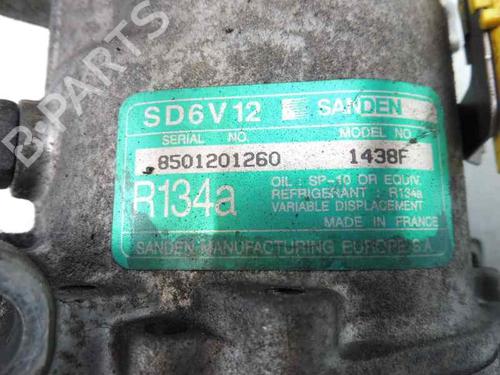 B-PARTS
SD6V12 SANDEN
SERIAL NO. MODEL NO
8501201260 1438F
R134a
OIL : SP-10 OR EQUIV.
REFRIGERANT : R134a
VARIABLE DISPLACEMENT
MADE IN FRANCE
SANDEN MANUFACTURING EUROPE S.A.